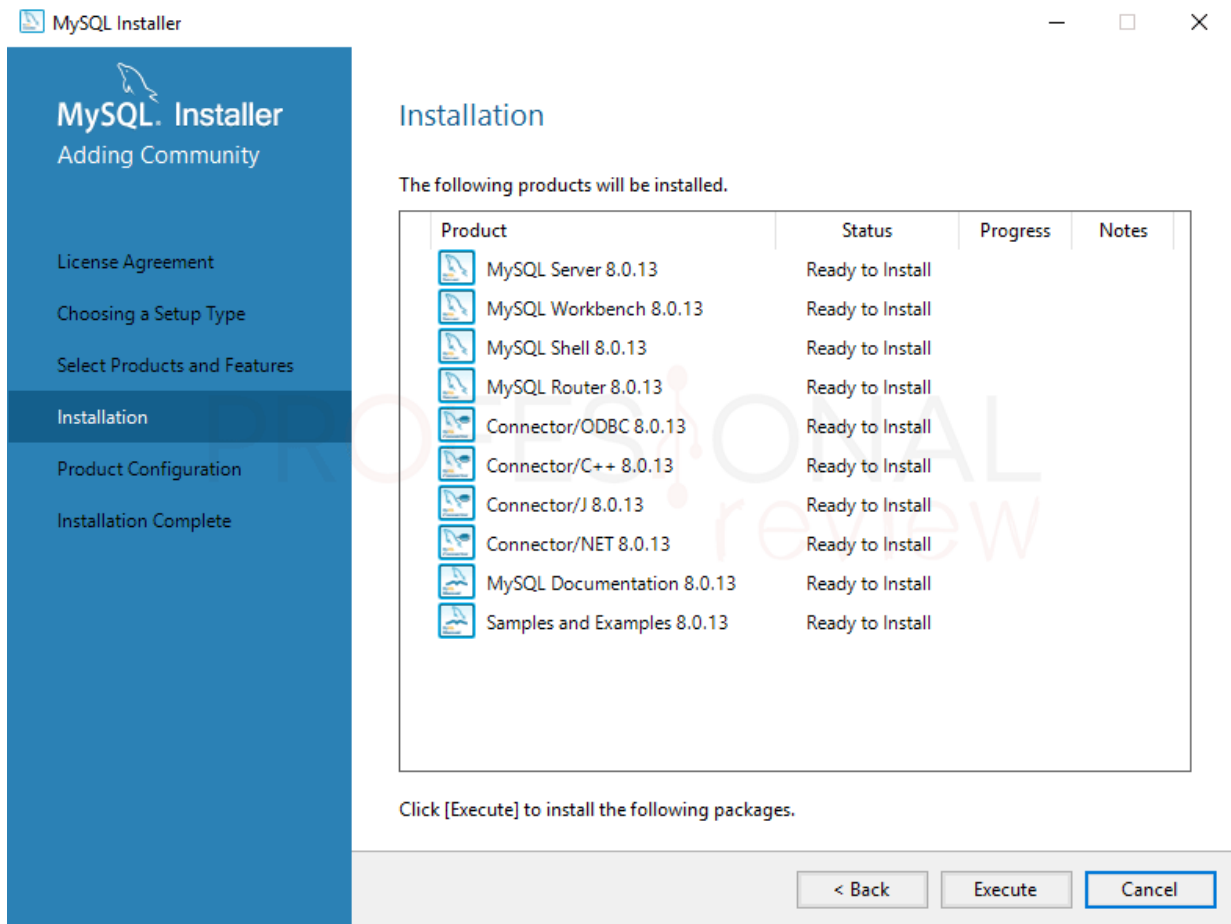 MySQL Installer
MySQL. Installer
Adding Community
License Agreement
Choosing a Setup Type
Select Products and Features
Installation
Product Configuration
Installation Complete
Installation
The following products will be installed.
Product Status Progress Notes
MySQL Server 8.0.13 Ready to Install
MySQL Workbench 8.0.13 Ready to Install
MySQL Shell 8.0.13 Ready to Install
MySQL Router 8.0.13 Ready to Install
Connector/ODBC 8.0.13 Ready to Install
Connector/C++ 8.0.13 Ready to Install
Connector/J 8.0.13 Ready to Install
Connector/NET 8.0.13 Ready to Install
MySQL Documentation 8.0.13 Ready to Install
Samples and Examples 8.0.13 Ready to Install
PROFESIONAL
review
Click [Execute] to install the following packages.
< Back Execute Cancel